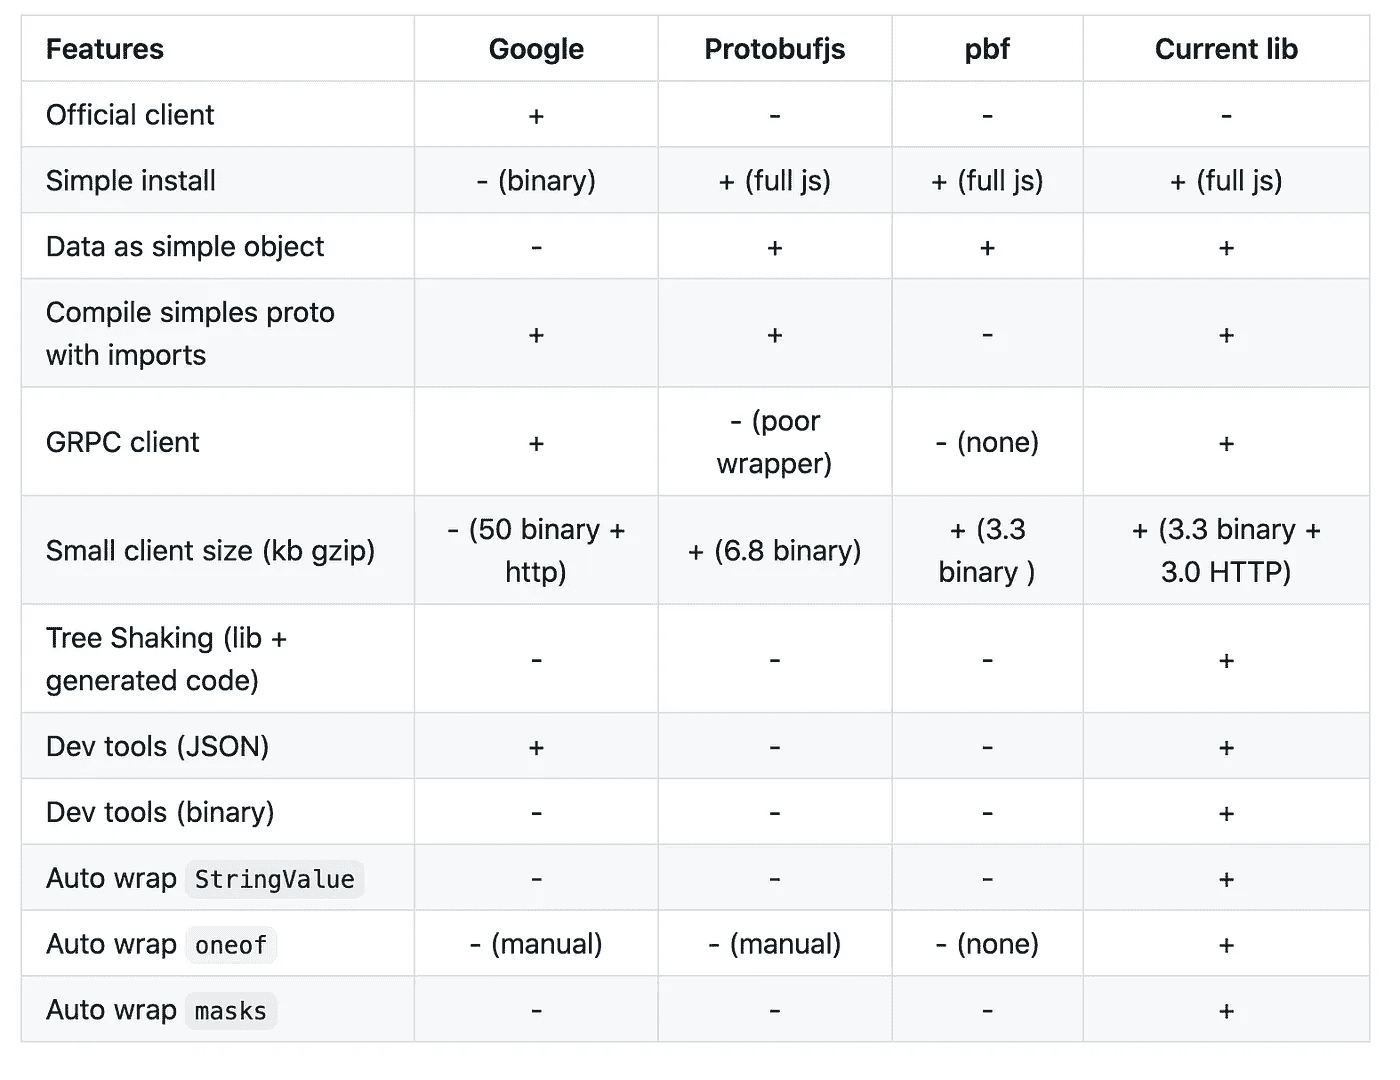 Features Google Protobufjs pbf Current lib
Official client + - - -
Simple install - (binary) + (full js) + (full js) + (full js)
Data as simple object - + + +
Compile simples proto
with imports + + - +
GRPC client + - (poor
wrapper) - (none) +
Small client size (kb gzip) - (50 binary +
http) + (6.8 binary) + (3.3
binary ) + (3.3 binary +
3.0 HTTP)
Tree Shaking (lib +
generated code) - - - +
Dev tools (JSON) + - - +
Dev tools (binary) - - - +
Auto wrap StringValue - - - +
Auto wrap oneof - (manual) - (manual) - (none) +
Auto wrap masks - - - +